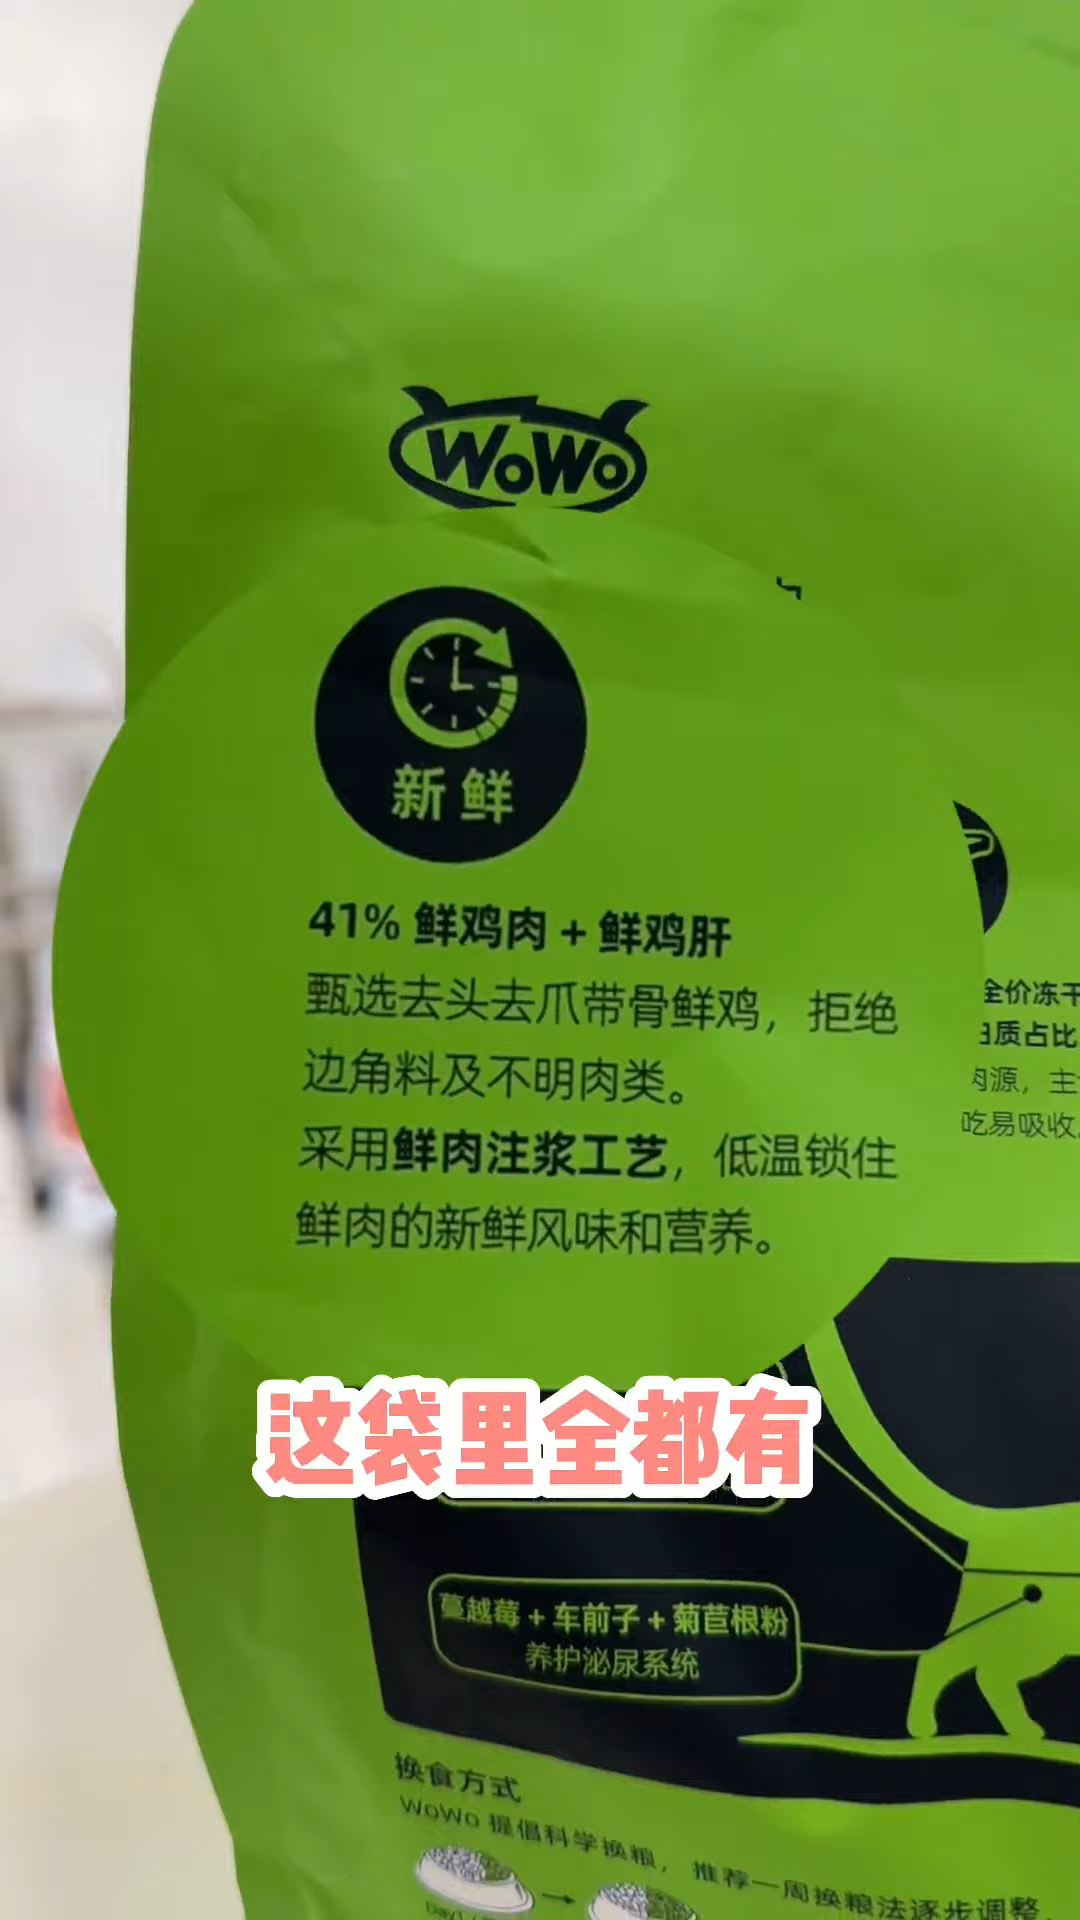 WoWo
新鲜
41% 鲜鸡肉 + 鲜鸡肝
甄选去头去爪带骨鲜鸡，拒绝
边角料及不明肉类。
采用鲜肉注浆工艺，低温锁住
鲜肉的新鲜风味和营养。
全价冻干
质占比
源，主
吃易吸收
这袋里全都有
蔓越莓 + 车前子 + 菊苣根粉
养护泌尿系统
换食方式
WoWo 提倡科学换粮，推荐一周换粮法逐步调整